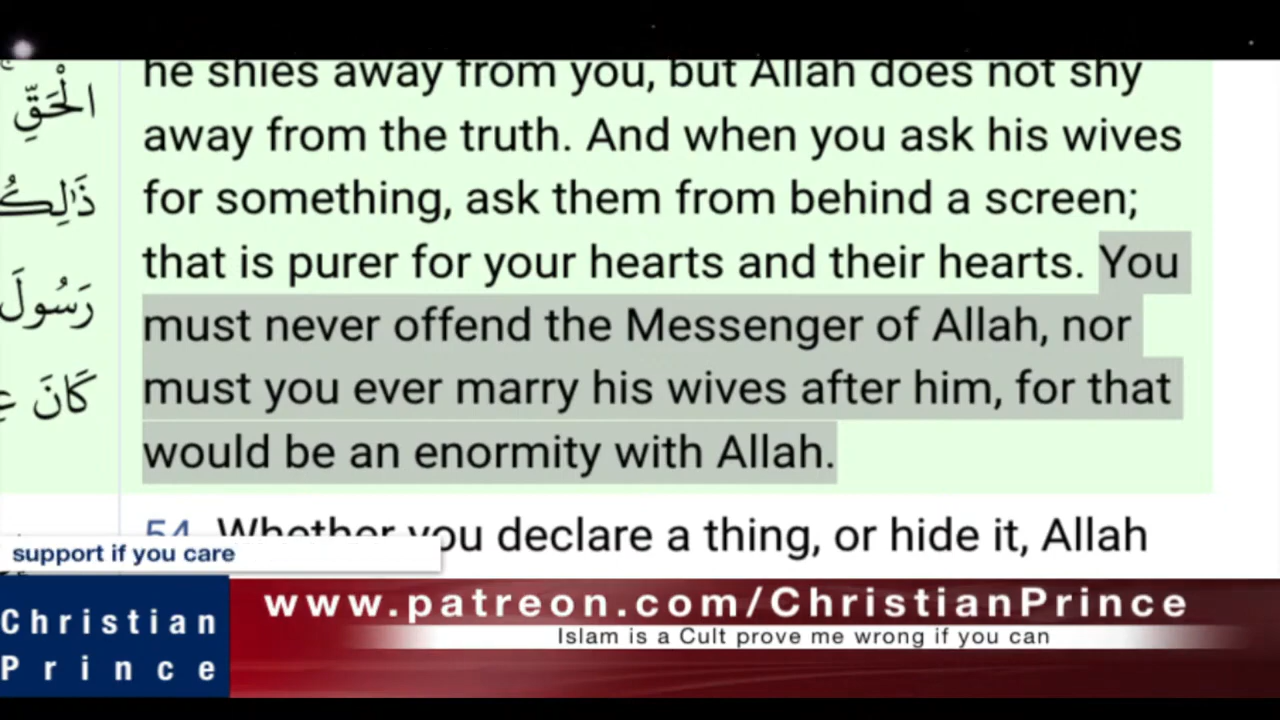 he shies away from you, but Allah does not shy
الْحَقِّ
away from the truth. And when you ask his wives
for something, ask them from behind a screen;
that is purer for your hearts and their hearts. You
رَسُولَ
must never offend the Messenger of Allah, nor
كَانَ
must you ever marry his wives after him, for that
would be an enormity with Allah.
54. Whether you declare a thing, or hide it, Allah
support if you care
Christian
Prince
www.patreon.com/ChristianPrince
Islam is a Cult prove me wrong if you can